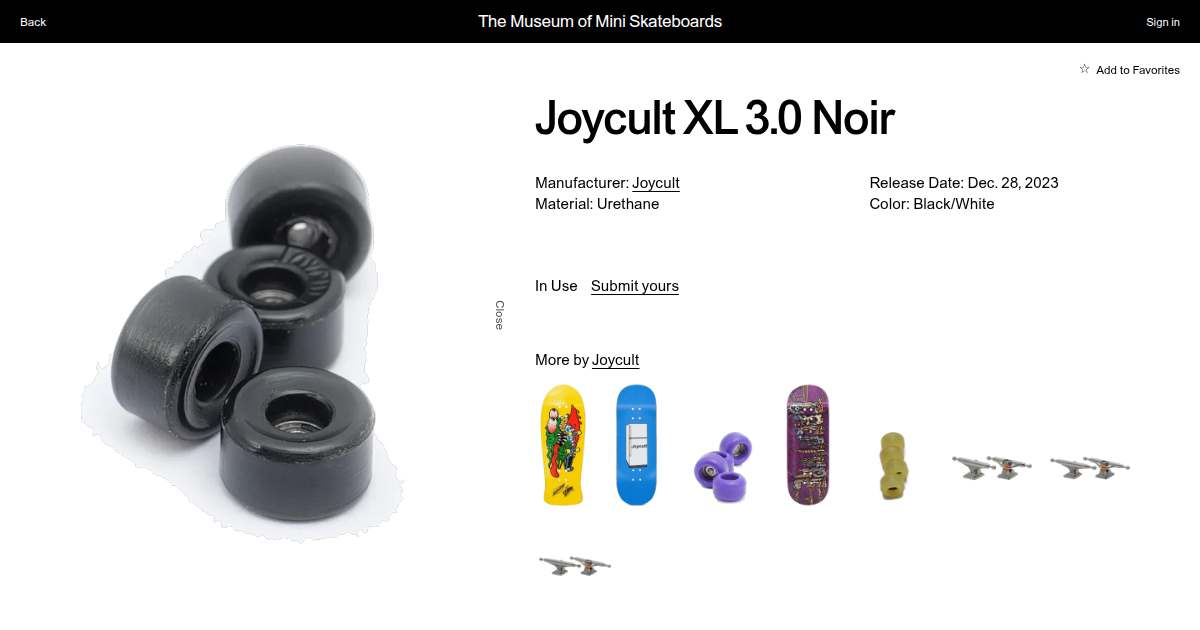 Back
The Museum of Mini Skateboards
Sign in
☆ Add to Favorites
Joycult XL 3.0 Noir
Manufacturer: Joycult
Material: Urethane
Release Date: Dec. 28, 2023
Color: Black/White
In Use Submit yours
Close
More by Joycult